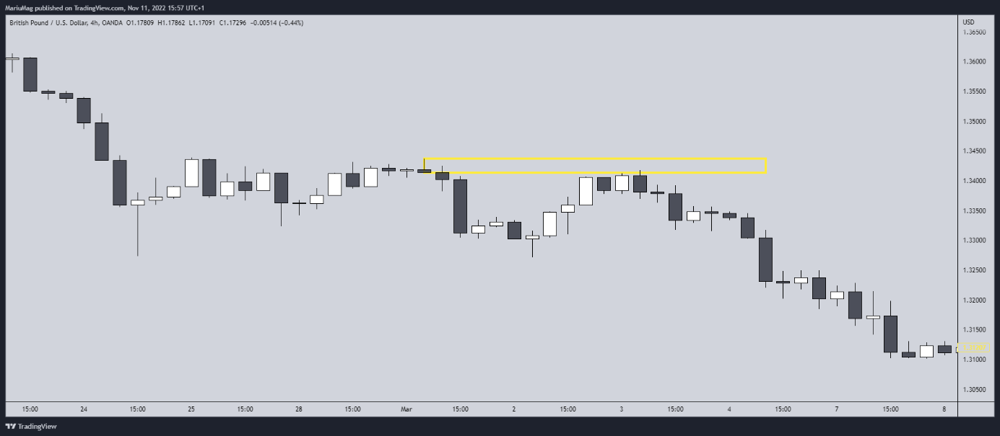 MariuMag published on TradingView.com, Nov 11, 2022 15:57 UTC+1
British Pound / U.S. Dollar, 4h, OANDA O1.17809 H1.17862 L1.17091 C1.17296 −0.00514 (−0.44%)
USD
1.36500
1.36000
1.35500
1.35000
1.34500
1.34000
1.33500
1.33000
1.32500
1.32000
1.31500
1.31000
1.30500
15:00 24 15:00 25 15:00 28 15:00 Mar 15:00 2 15:00 3 15:00 4 15:00 7 15:00 8
TradingView